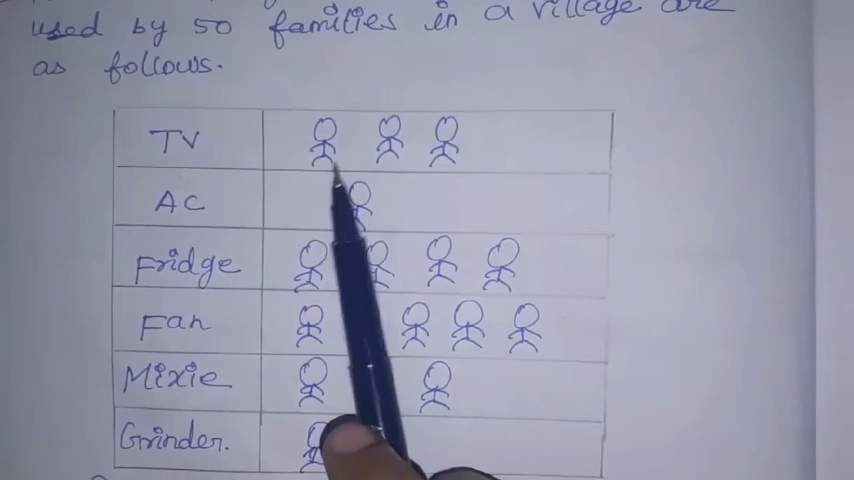 used by 50 families in a village are
as follows.
TV
AC
Fridge
Fan
Mixie
Grinder.